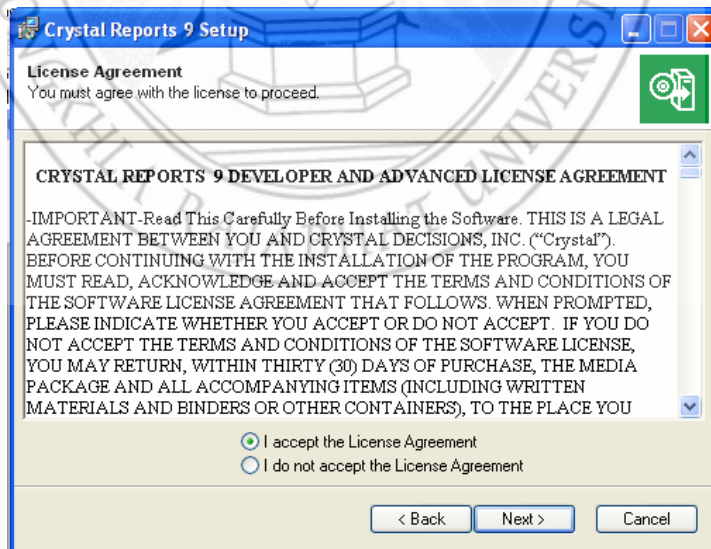 Crystal Reports 9 Setup
License Agreement
You must agree with the license to proceed.
CRYSTAL REPORTS 9 DEVELOPER AND ADVANCED LICENSE AGREEMENT
-IMPORTANT-Read This Carefully Before Installing the Software. THIS IS A LEGAL
AGREEMENT BETWEEN YOU AND CRYSTAL DECISIONS, INC. (“Crystal”).
BEFORE CONTINUING WITH THE INSTALLATION OF THE PROGRAM, YOU
MUST READ, ACKNOWLEDGE AND ACCEPT THE TERMS AND CONDITIONS OF
THE SOFTWARE LICENSE AGREEMENT THAT FOLLOWS. WHEN PROMPTED,
PLEASE INDICATE WHETHER YOU ACCEPT OR DO NOT ACCEPT. IF YOU DO
NOT ACCEPT THE TERMS AND CONDITIONS OF THE SOFTWARE LICENSE,
YOU MAY RETURN, WITHIN THIRTY (30) DAYS OF PURCHASE, THE MEDIA
PACKAGE AND ALL ACCOMPANYING ITEMS (INCLUDING WRITTEN
MATERIALS AND BINDERS OR OTHER CONTAINERS), TO THE PLACE YOU
I accept the License Agreement
I do not accept the License Agreement
< Back
Next >
Cancel
RAJABHAT UNIVERS